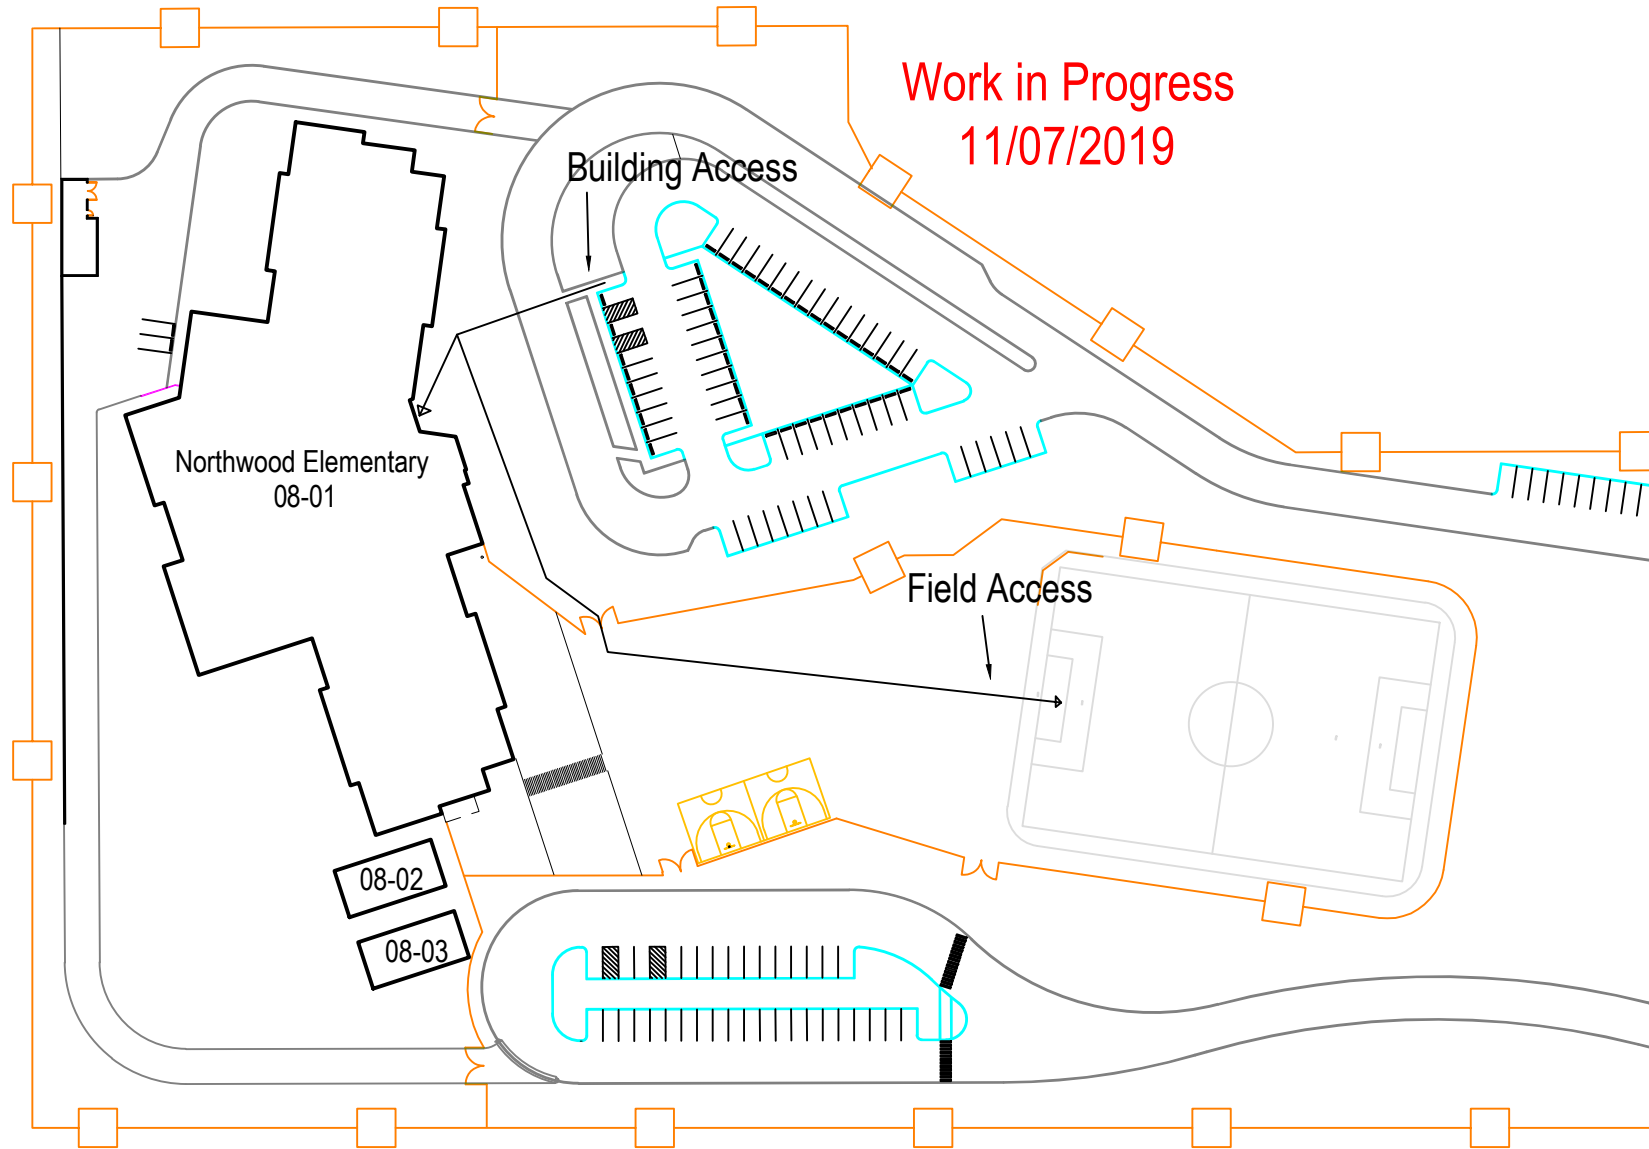 Work in Progress
11/07/2019
Building Access
Northwood Elementary
08-01
Field Access
08-02
08-03